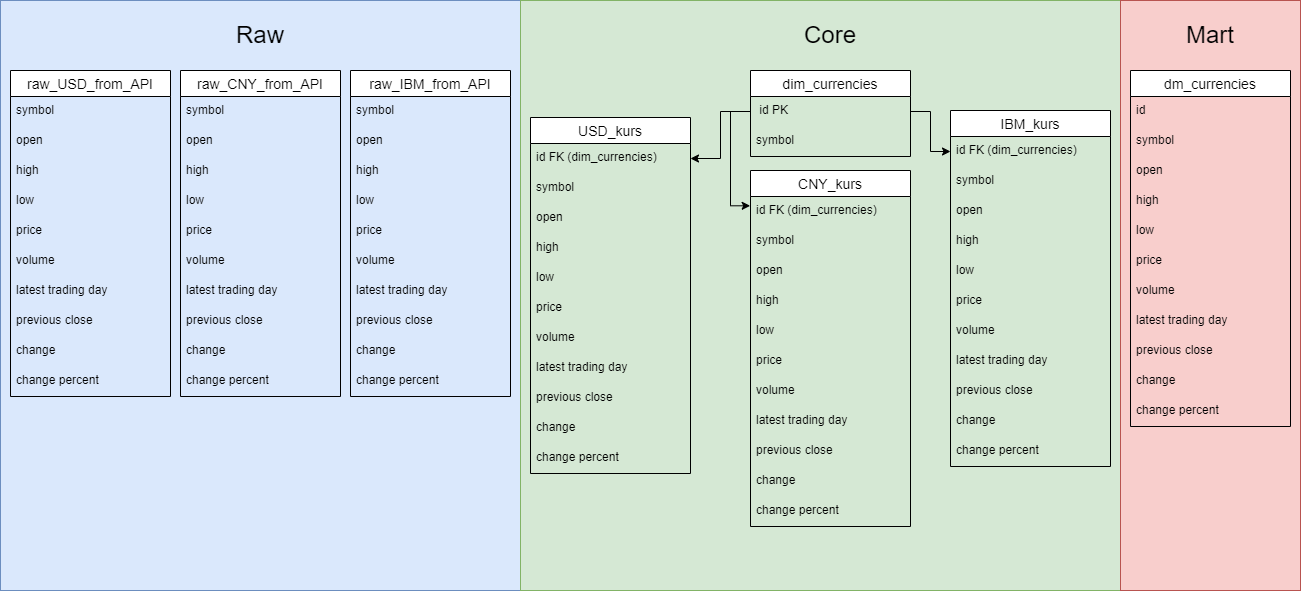 Raw
raw_USD_from_API
symbol
open
high
low
price
volume
latest trading day
previous close
change
change percent
raw_CNY_from_API
symbol
open
high
low
price
volume
latest trading day
previous close
change
change percent
raw_IBM_from_API
symbol
open
high
low
price
volume
latest trading day
previous close
change
change percent
Core
USD_kurs
id FK (dim_currencies)
symbol
open
high
low
price
volume
latest trading day
previous close
change
change percent
dim_currencies
id PK
symbol
CNY_kurs
id FK (dim_currencies)
symbol
open
high
low
price
volume
latest trading day
previous close
change
change percent
IBM_kurs
id FK (dim_currencies)
symbol
open
high
low
price
volume
latest trading day
previous close
change
change percent
Mart
dm_currencies
id
symbol
open
high
low
price
volume
latest trading day
previous close
change
change percent